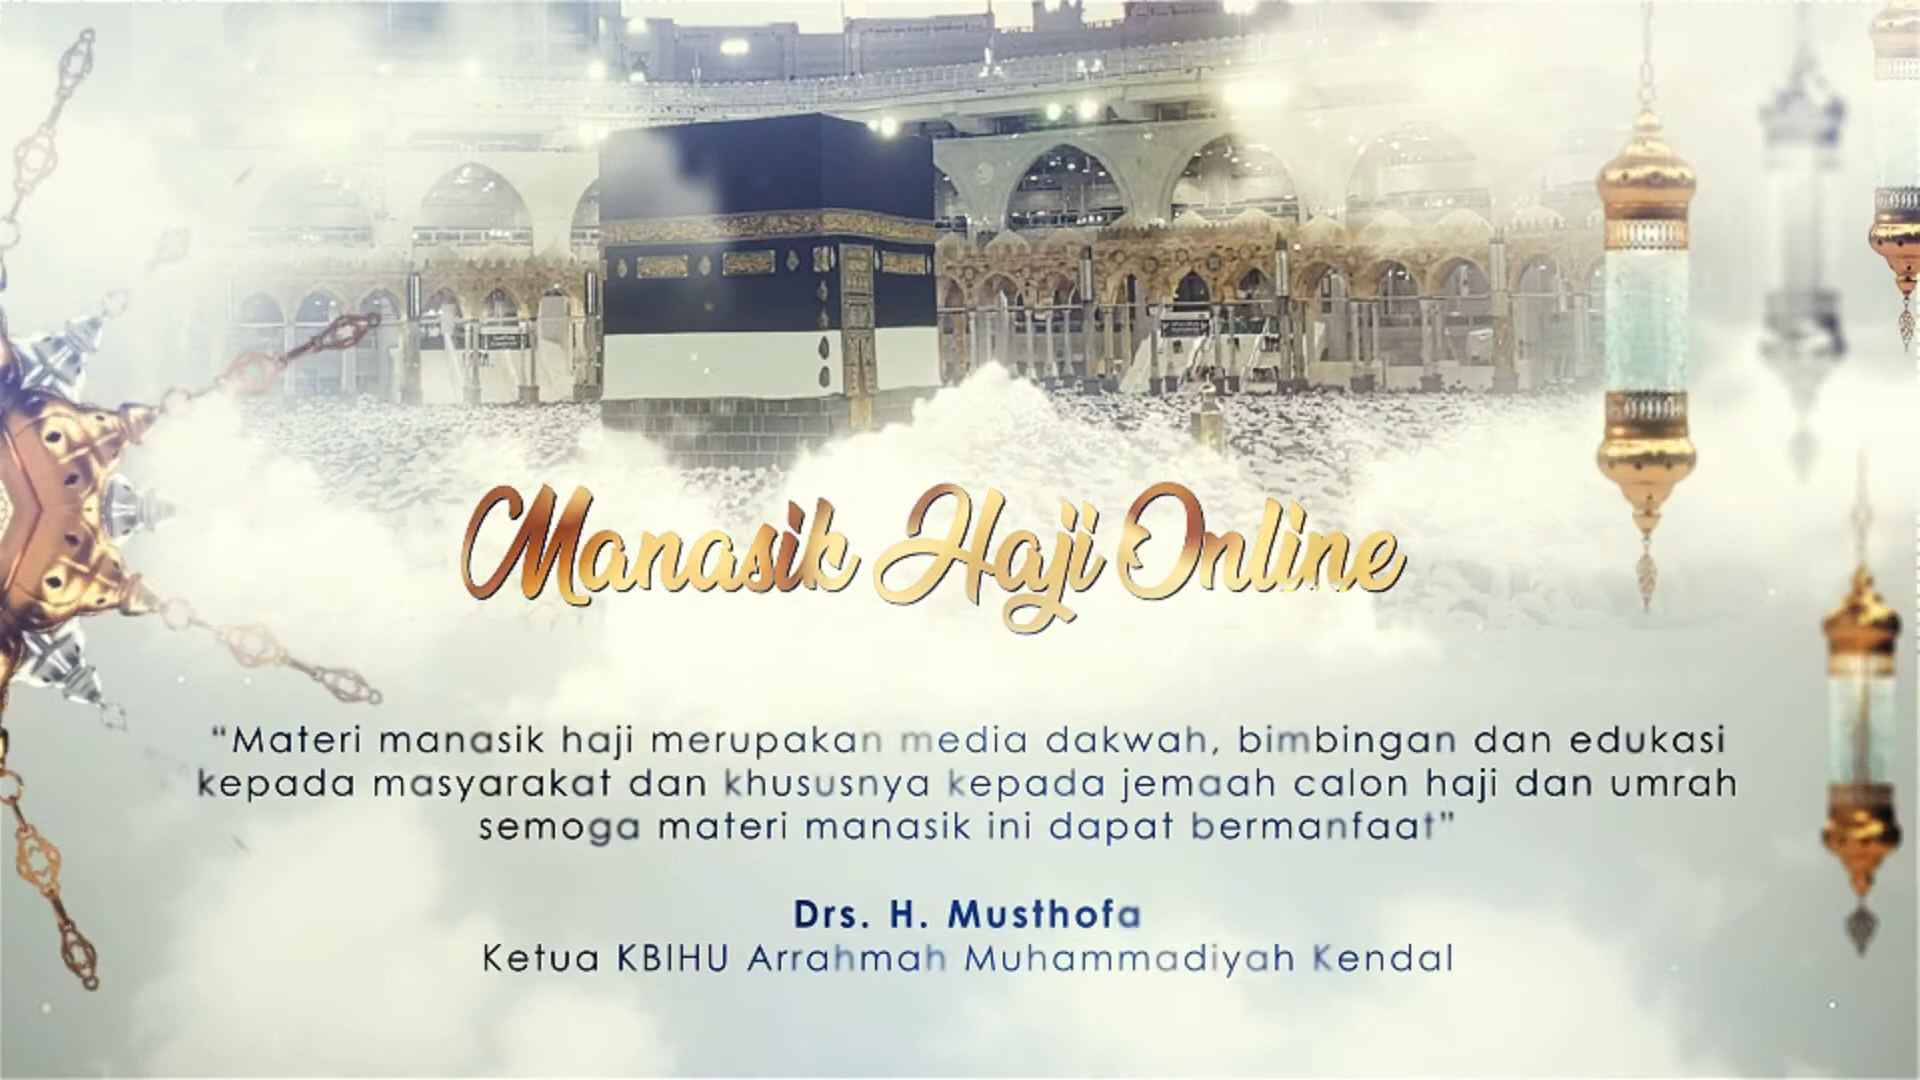 Manasik Haji Online
“Materi manasik haji merupakan media dakwah, bimbingan dan edukasi
kepada masyarakat dan khususnya kepada jemaah calon haji dan umrah
semoga materi manasik ini dapat bermanfaat”
Drs. H. Musthofa
Ketua KBIHU Arrahmah Muhammadiyah Kendal